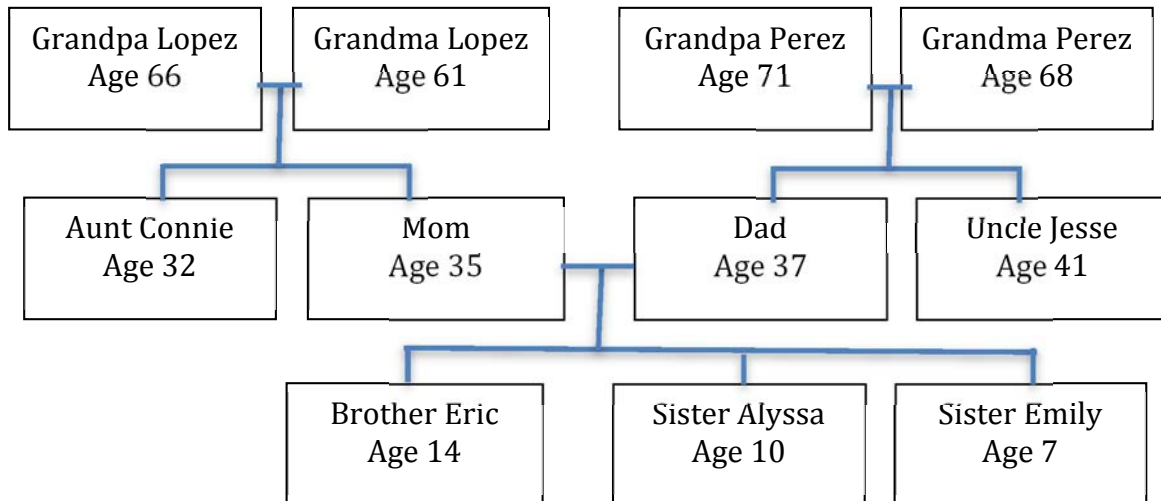 Grandpa Lopez
Age 66
Grandma Lopez
Age 61
Grandpa Perez
Age 71
Grandma Perez
Age 68
Aunt Connie
Age 32
Mom
Age 35
Dad
Age 37
Uncle Jesse
Age 41
Brother Eric
Age 14
Sister Alyssa
Age 10
Sister Emily
Age 7